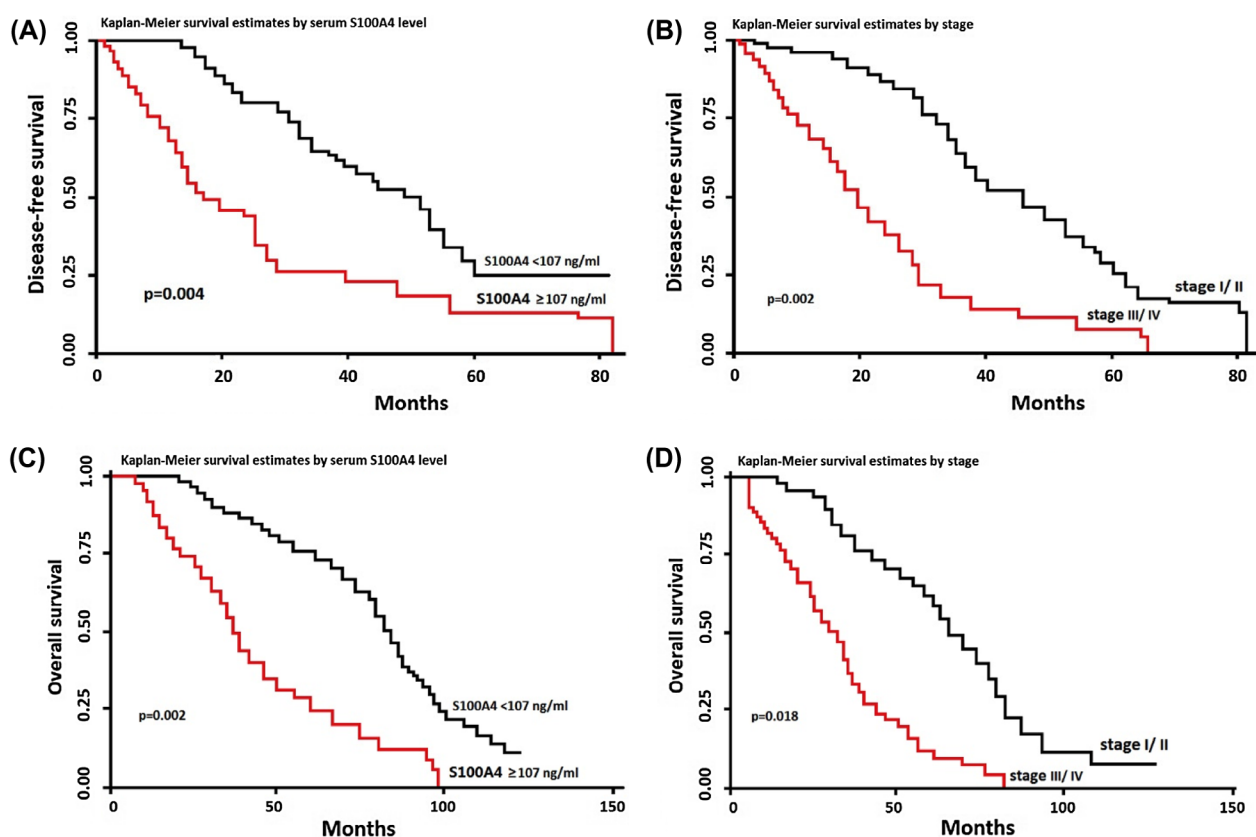 (A)
Kaplan-Meier survival estimates by serum S100A4 level
Disease-free survival
1.00
0.75
0.50
0.25
0.00
S100A4 <107 ng/ml
S100A4 ≥107 ng/ml
p=0.004
0 20 40 60 80
Months
(B)
Kaplan-Meier survival estimates by stage
Disease-free survival
1.00
0.75
0.50
0.25
0.00
stage I/ II
stage III/ IV
p=0.002
0 20 40 60 80
Months
(C)
Kaplan-Meier survival estimates by serum S100A4 level
Overall survival
1.00
0.75
0.50
0.25
0.00
S100A4 <107 ng/ml
p=0.002
S100A4 ≥107 ng/ml
0 50 100 150
Months
(D)
Kaplan-Meier survival estimates by stage
Overall survival
1.00
0.75
0.50
0.25
0.00
p=0.018
stage I/ II
stage III/ IV
0 50 100 150
Months